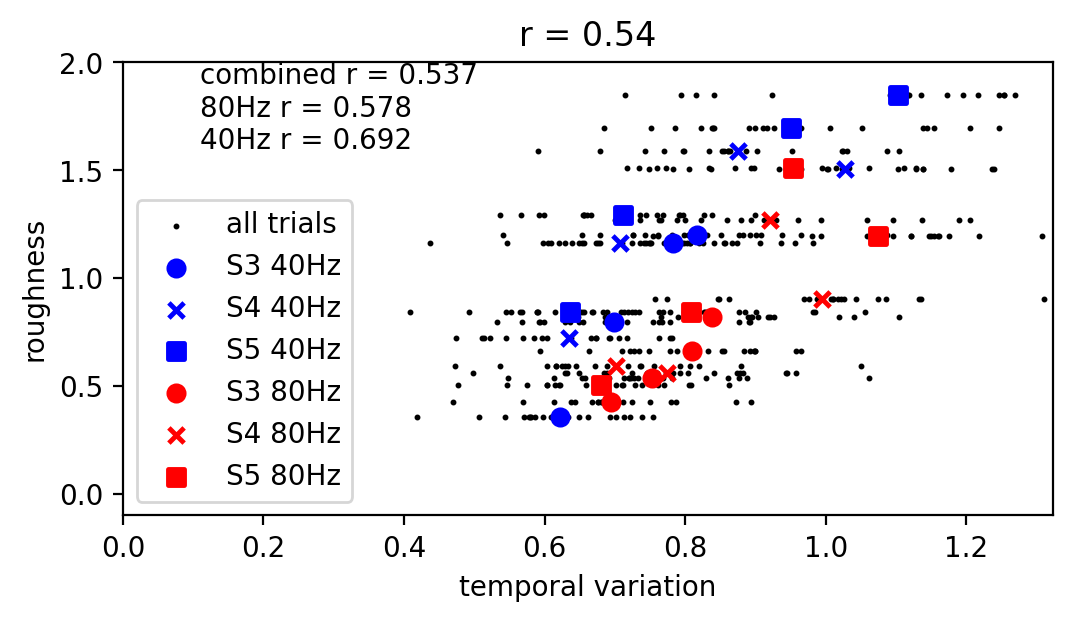 r = 0.54
combined r = 0.537
80Hz r = 0.578
40Hz r = 0.692
all trials
S3 40Hz
S4 40Hz
S5 40Hz
S3 80Hz
S4 80Hz
S5 80Hz
roughness
2.0
1.5
1.0
0.5
0.0
0.0 0.2 0.4 0.6 0.8 1.0 1.2
temporal variation